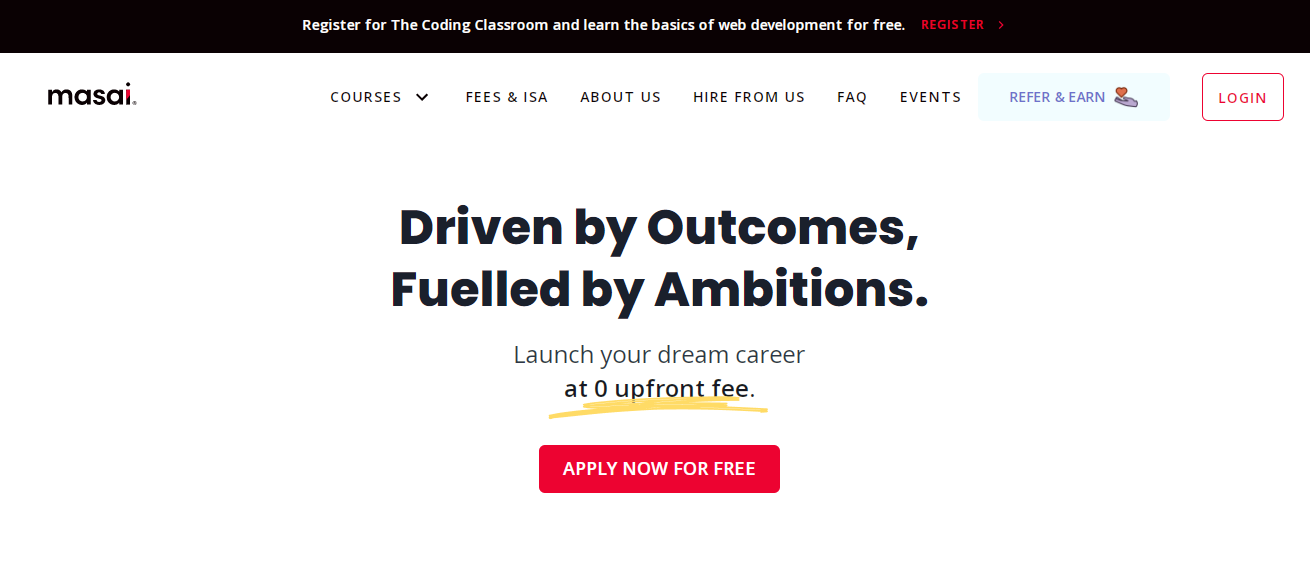 Register for The Coding Classroom and learn the basics of web development for free. REGISTER >
masai.®
COURSES FEES & ISA ABOUT US HIRE FROM US FAQ EVENTS REFER & EARN LOGIN
Driven by Outcomes,
Fuelled by Ambitions.
Launch your dream career
at 0 upfront fee.
APPLY NOW FOR FREE